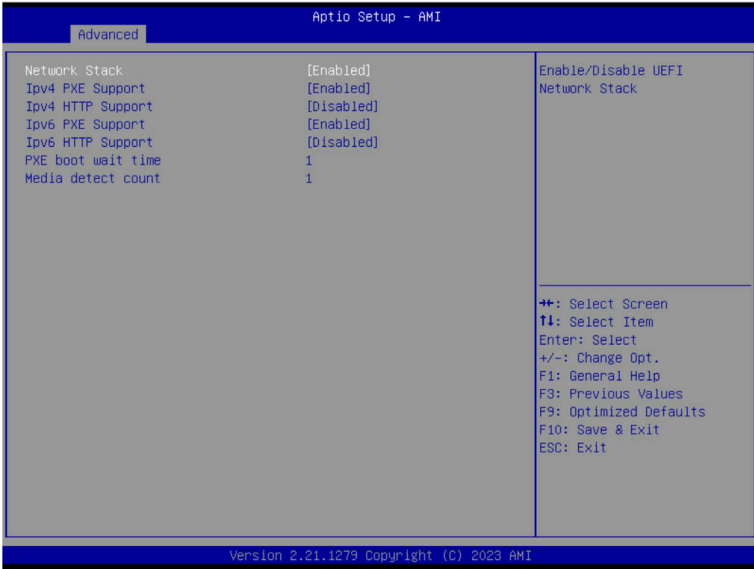 Aptio Setup – AMI
Advanced
Network Stack [Enabled]
Ipv4 PXE Support [Enabled]
Ipv4 HTTP Support [Disabled]
Ipv6 PXE Support [Enabled]
Ipv6 HTTP Support [Disabled]
PXE boot wait time 1
Media detect count 1
Enable/Disable UEFI
Network Stack
→←: Select Screen
↑↓: Select Item
Enter: Select
+/-: Change Opt.
F1: General Help
F3: Previous Values
F9: Optimized Defaults
F10: Save & Exit
ESC: Exit
Version 2.21.1279 Copyright (C) 2023 AMI